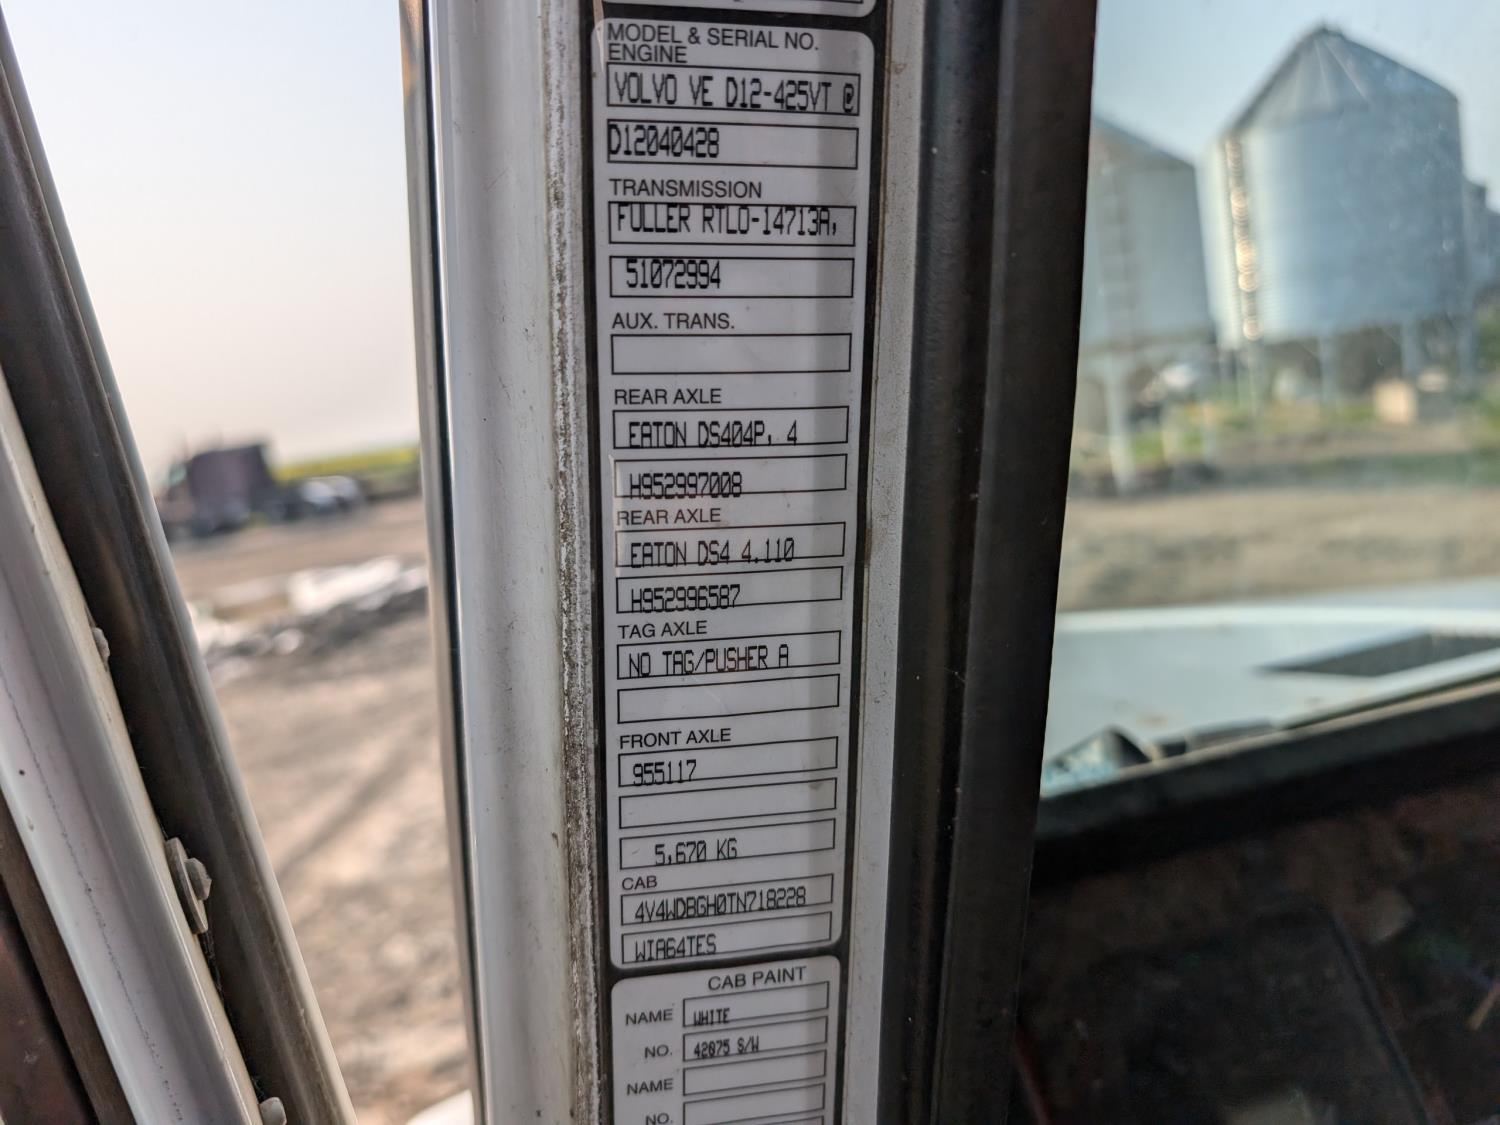 MODEL & SERIAL NO.
ENGINE
VOLVO VE D12-425VT @
D12040428
TRANSMISSION
FULLER RTLO-14713A,
51072994
AUX. TRANS.
REAR AXLE
EATON DS404P, 4
H952997008
REAR AXLE
EATON DS4 4.110
H952996587
TAG AXLE
NO TAG/PUSHER A
FRONT AXLE
955117
5,670 KG
CAB
4V4WDBGH0TN718228
WIA64TES
CAB PAINT
NAME WHITE
NO. 42075 S/W
NAME
NO.